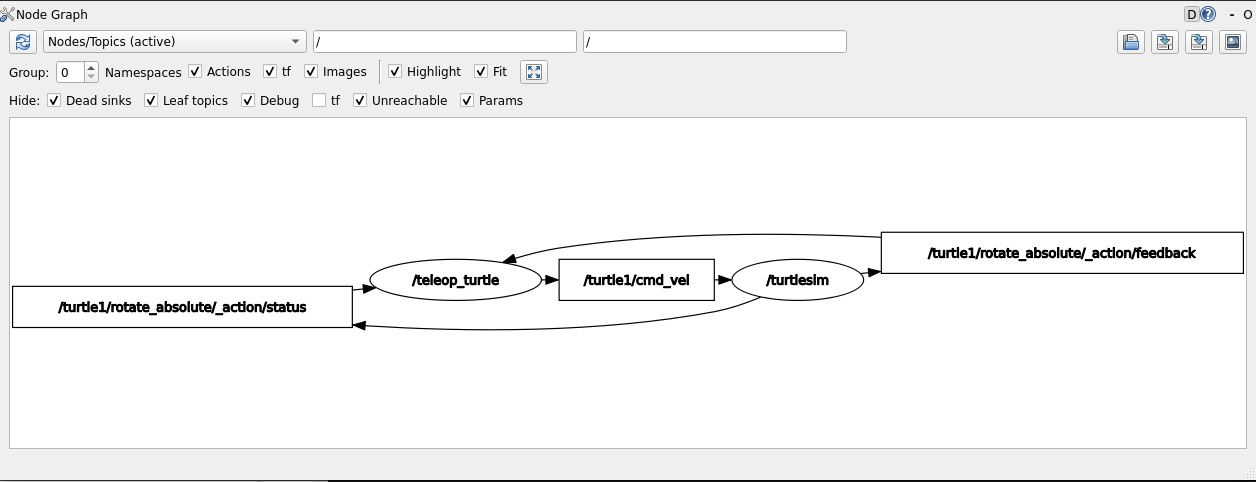 Node Graph D ? - O
Nodes/Topics (active) / /
Group: 0 Namespaces Actions tf Images Highlight Fit
Hide: Dead sinks Leaf topics Debug tf Unreachable Params
/turtle1/rotate_absolute/_action/feedback
/teleop_turtle /turtle1/cmd_vel /turtlesim
/turtle1/rotate_absolute/_action/status